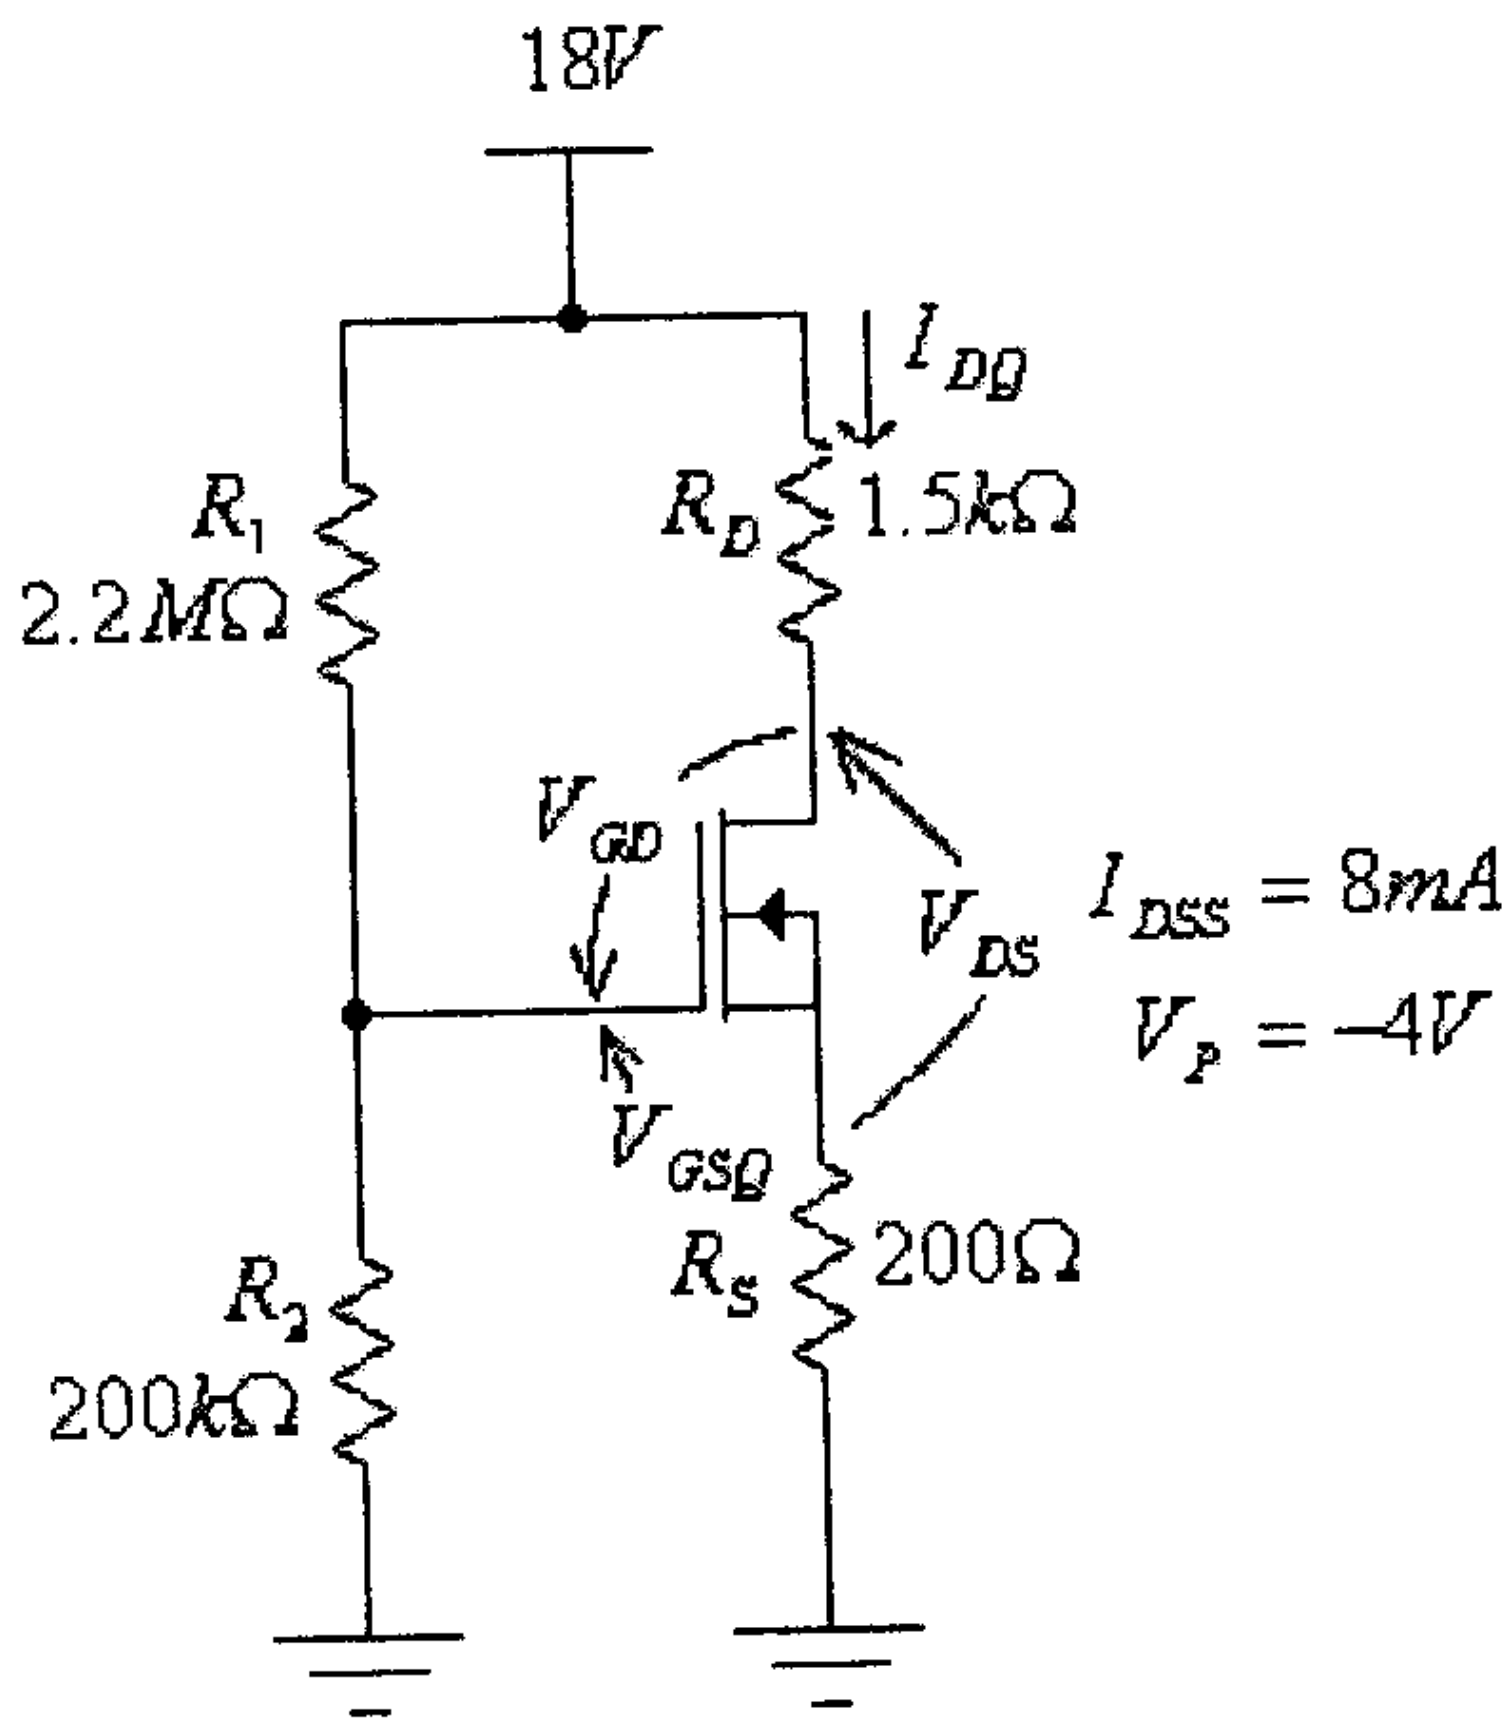 18V
I_DQ
R_1
2.2MΩ
R_D
1.5kΩ
V_GD
V_DS
I_DSS = 8mA
V_P = -4V
V_GSQ
R_S
200Ω
R_2
200kΩ